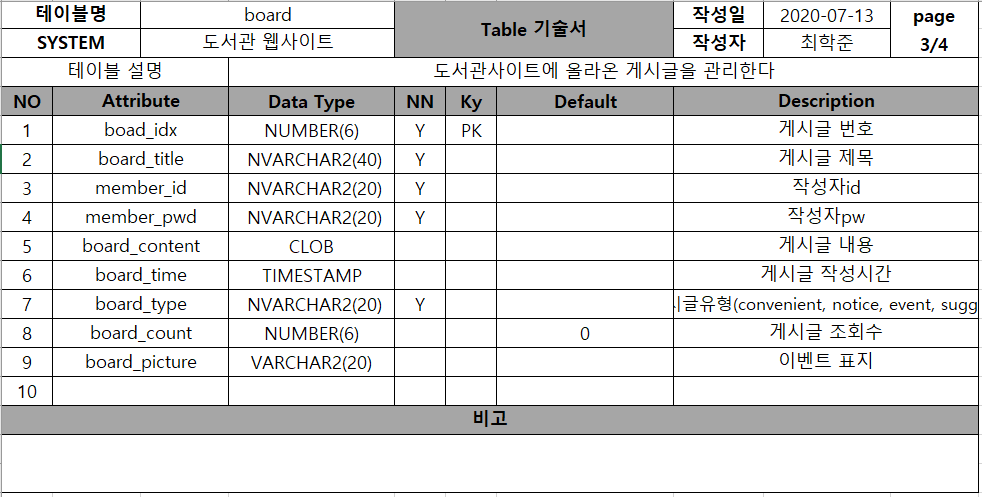 테이블명 board Table 기술서 작성일 2020-07-13 page
SYSTEM 도서관 웹사이트 작성자 최학준 3/4
테이블 설명 도서관사이트에 올라온 게시글을 관리한다
NO Attribute Data Type NN Ky Default Description
1 boad_idx NUMBER(6) Y PK 게시글 번호
2 board_title NVARCHAR2(40) Y 게시글 제목
3 member_id NVARCHAR2(20) Y 작성자id
4 member_pwd NVARCHAR2(20) Y 작성자pw
5 board_content CLOB 게시글 내용
6 board_time TIMESTAMP 게시글 작성시간
7 board_type NVARCHAR2(20) Y 시글유형(convenient, notice, event, sugg
8 board_count NUMBER(6) 0 게시글 조회수
9 board_picture VARCHAR2(20) 이벤트 표지
10
비고